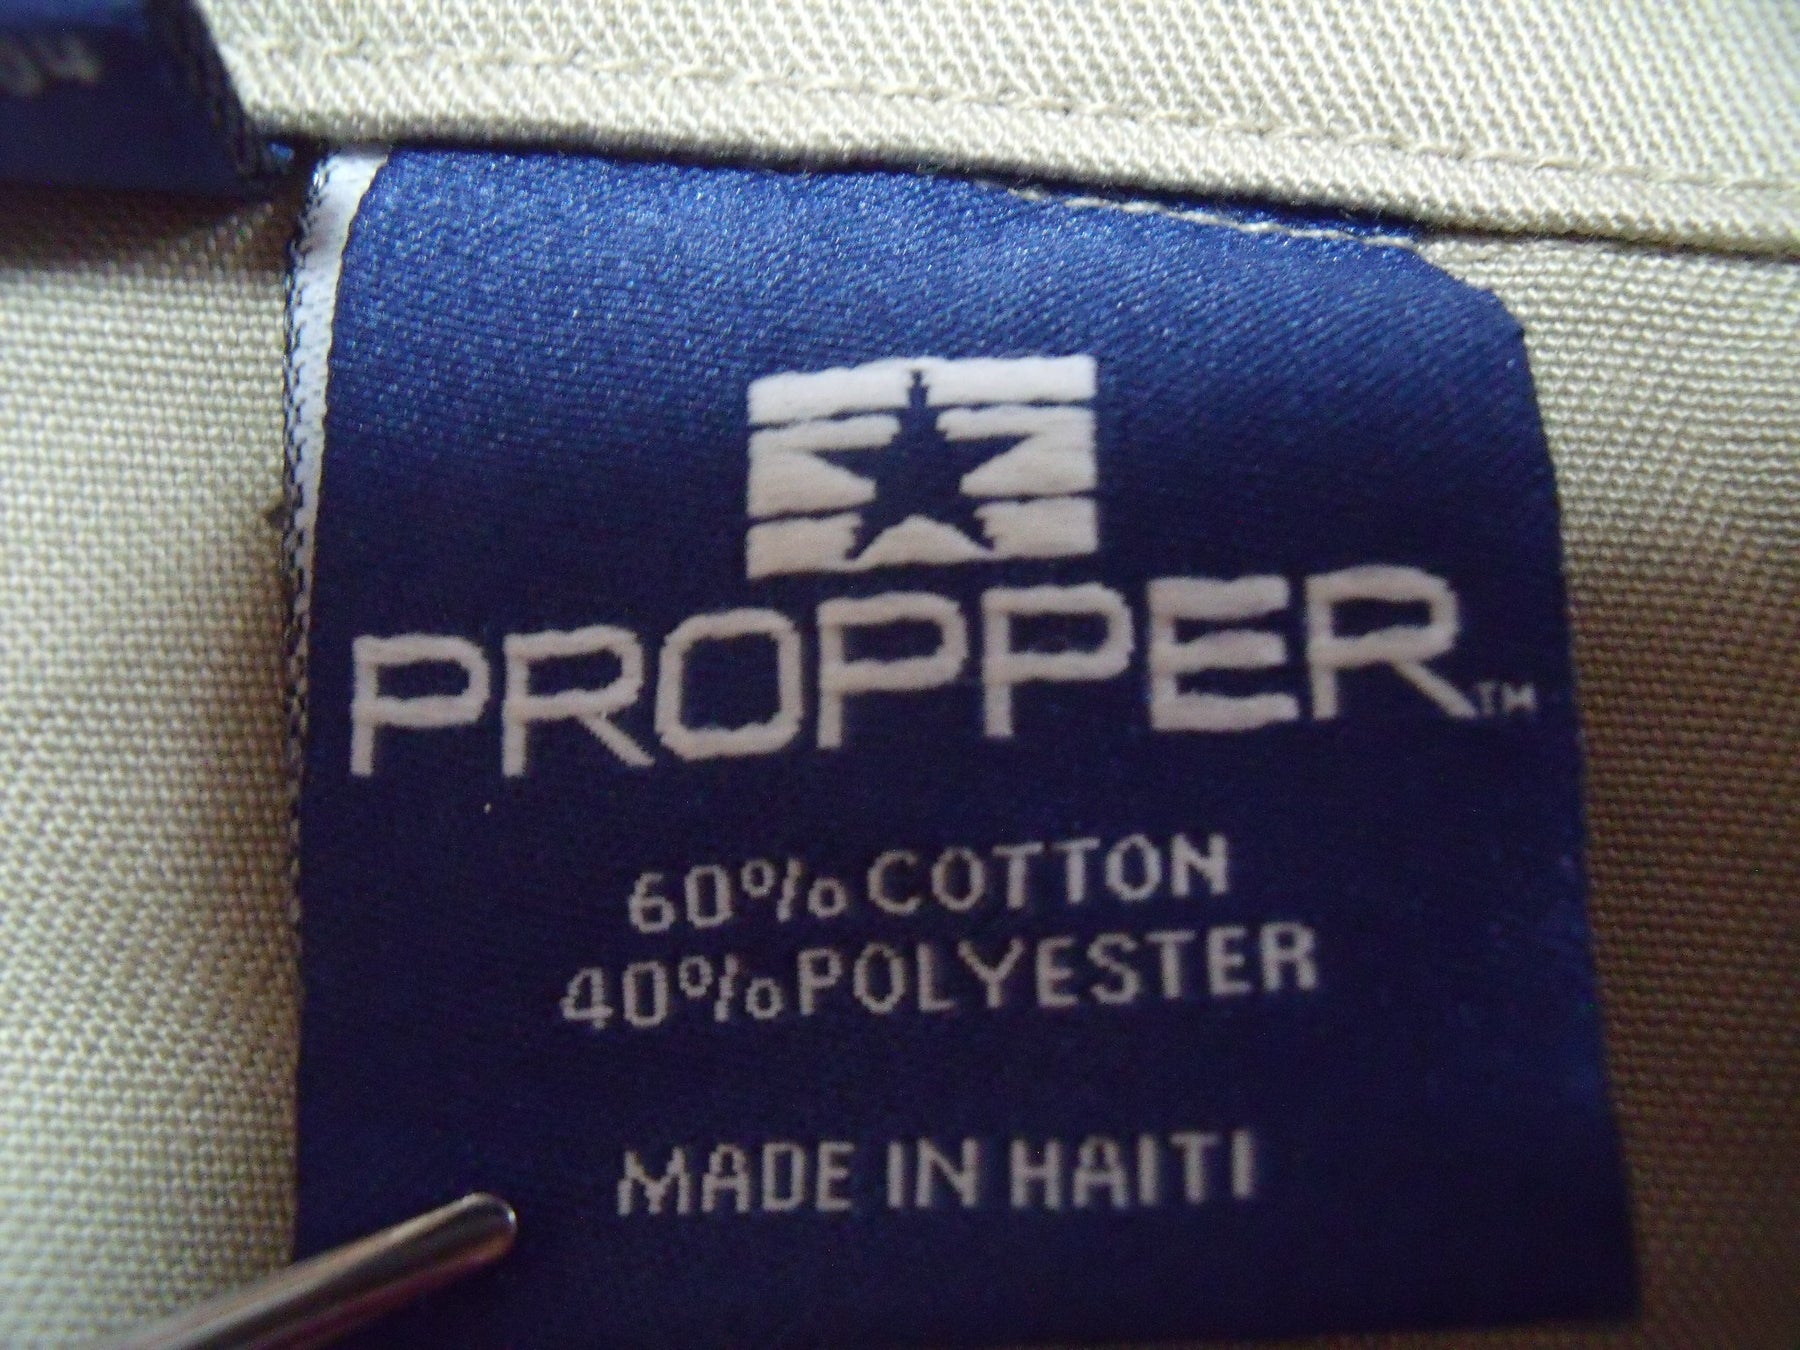 PROPPER™
60% COTTON
40% POLYESTER
MADE IN HAITI